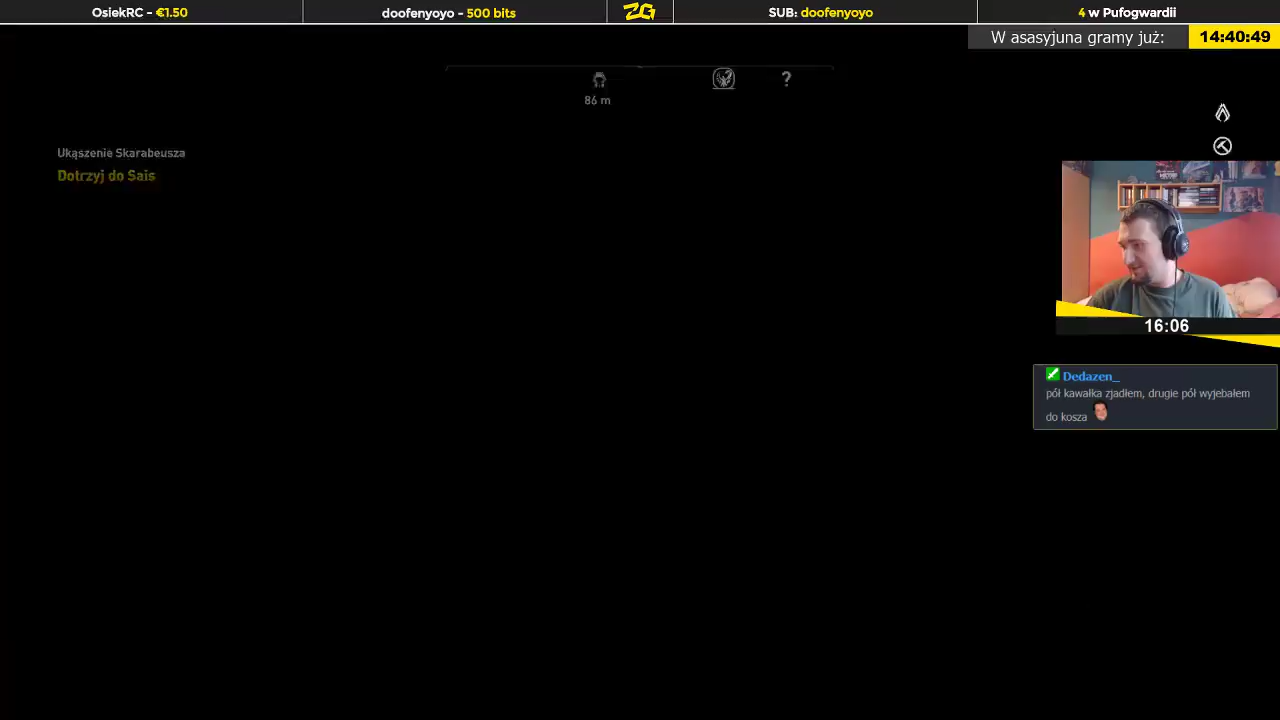 OsiekRC - €1.50
doofenyoyo - 500 bits
ZG
SUB: doofenyoyo
4 w Pufogwardii
W asasyjuna gramy już: 14:40:49
?
86 m
Ukąszenie Skarabeusza
Dotrzyj do Sais
16:06
Dedazen_
pół kawałka zjadłem, drugie pół wyjebałem
do kosza